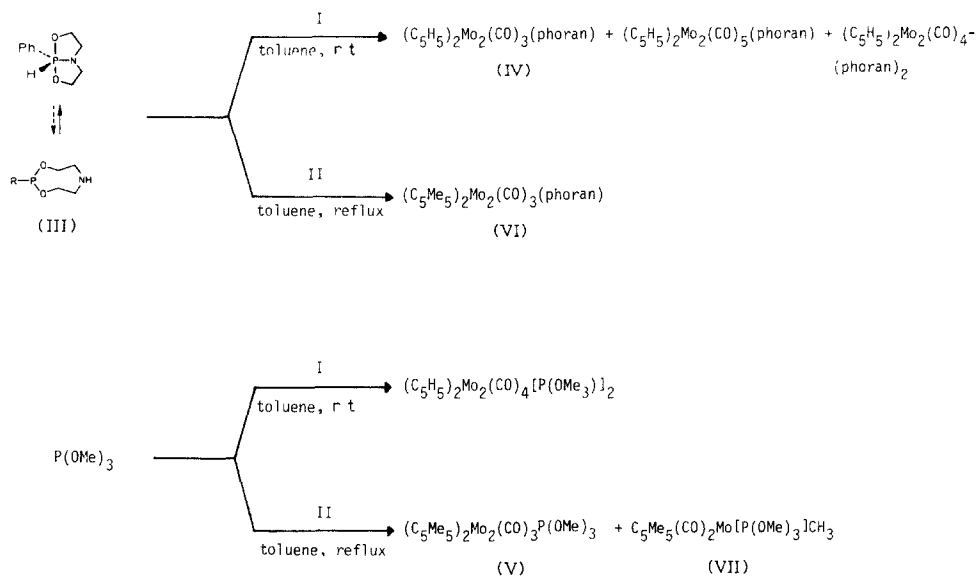 I
toluene, r t
(C5H5)2Mo2(CO)3(phoran) + (C5H5)2Mo2(CO)5(phoran) + (C5H5)2Mo2(CO)4-
(phoran)2
(IV)
Ph
O
P
N
H
O
R-P
O
O
NH
(III)
II
toluene, reflux
(C5Me5)2Mo2(CO)3(phoran)
(VI)
I
toluene, r t
(C5H5)2Mo2(CO)4[P(OMe3)]2
P(OMe)3
II
toluene, reflux
(C5Me5)2Mo2(CO)3P(OMe)3 + C5Me5(CO)2Mo[P(OMe)3]CH3
(V) (VII)